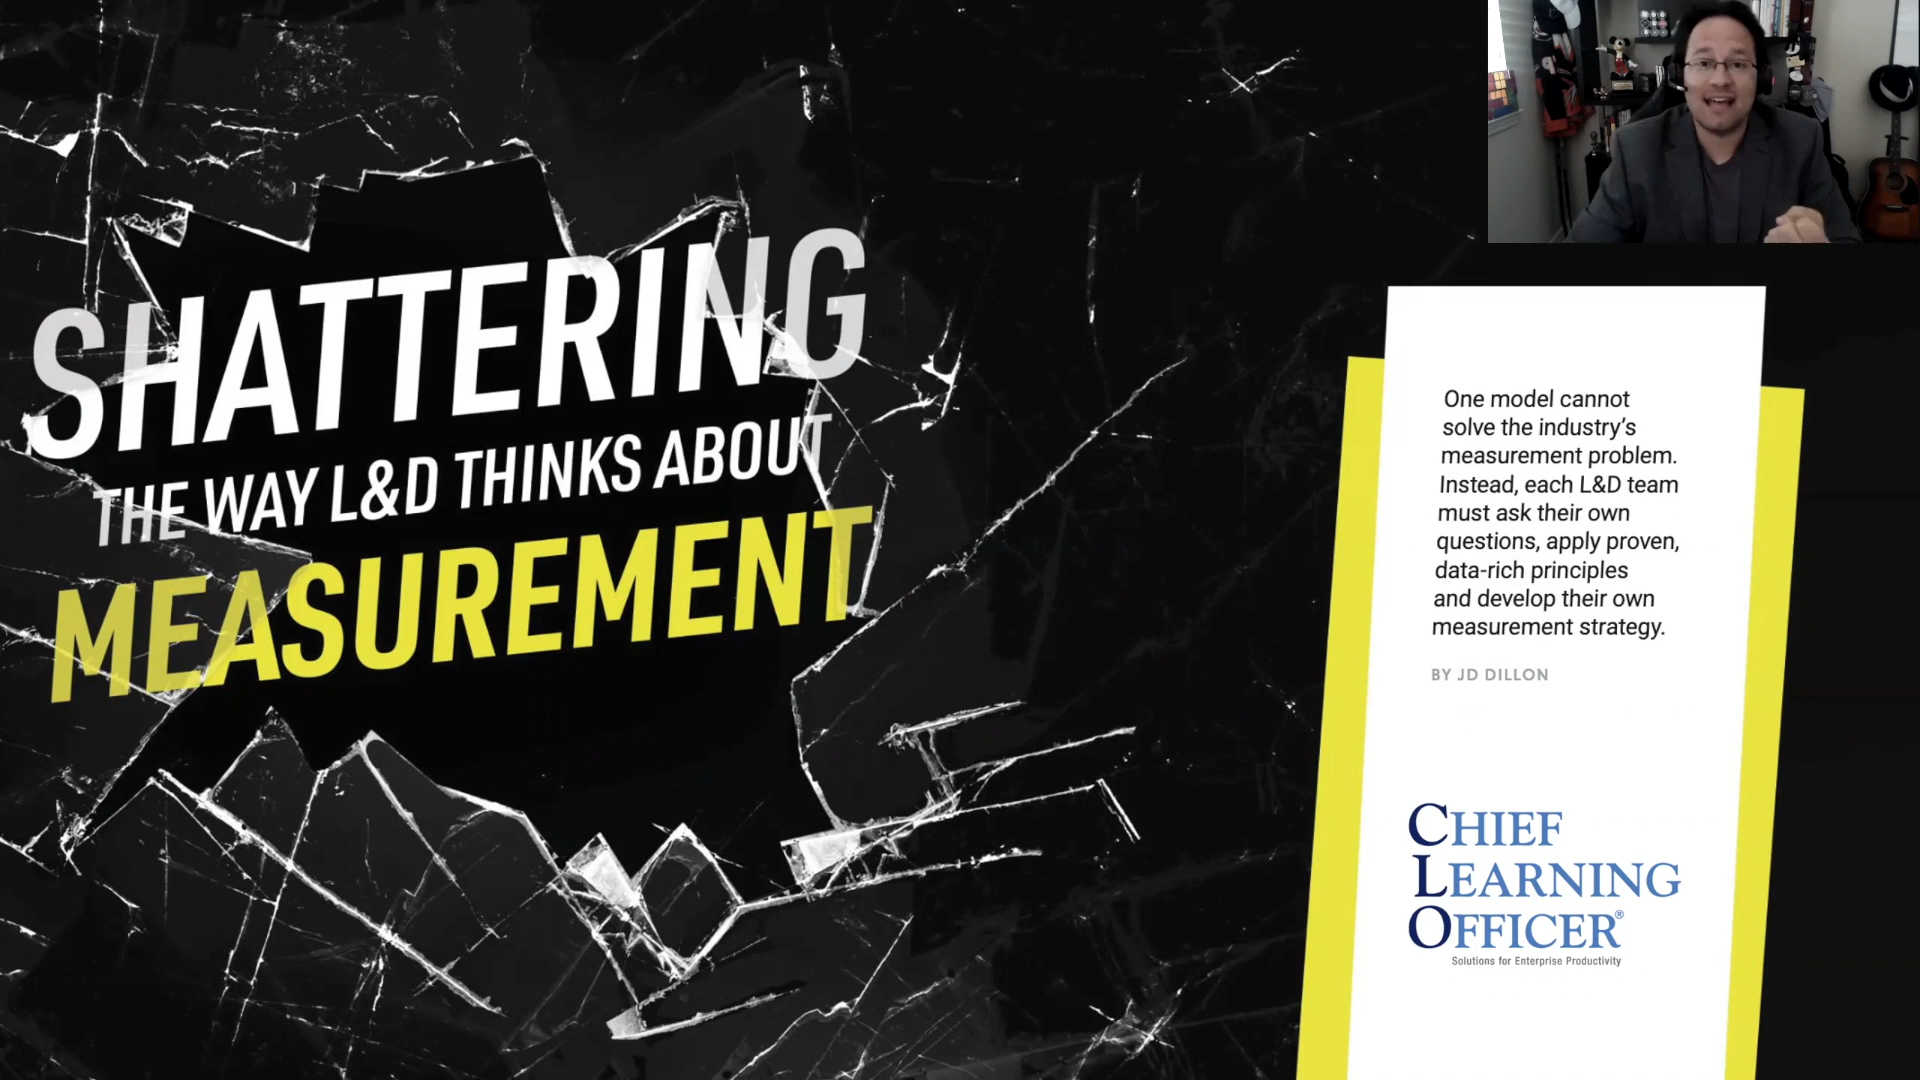 SHATTERING
THE WAY L&D THINKS ABOUT
MEASUREMENT
One model cannot
solve the industry’s
measurement problem.
Instead, each L&D team
must ask their own
questions, apply proven,
data-rich principles
and develop their own
measurement strategy.
BY JD DILLON
CHIEF
LEARNING
OFFICER®
Solutions for Enterprise Productivity